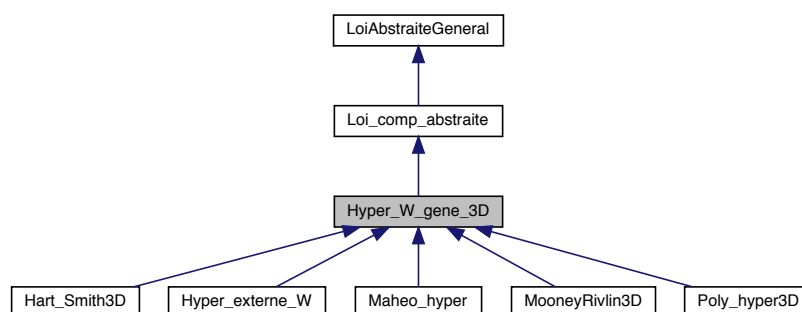 LoiAbstraiteGeneral
Loi_comp_abstraite
Hyper_W_gene_3D
Hart_Smith3D
Hyper_externe_W
Maheo_hyper
MooneyRivlin3D
Poly_hyper3D